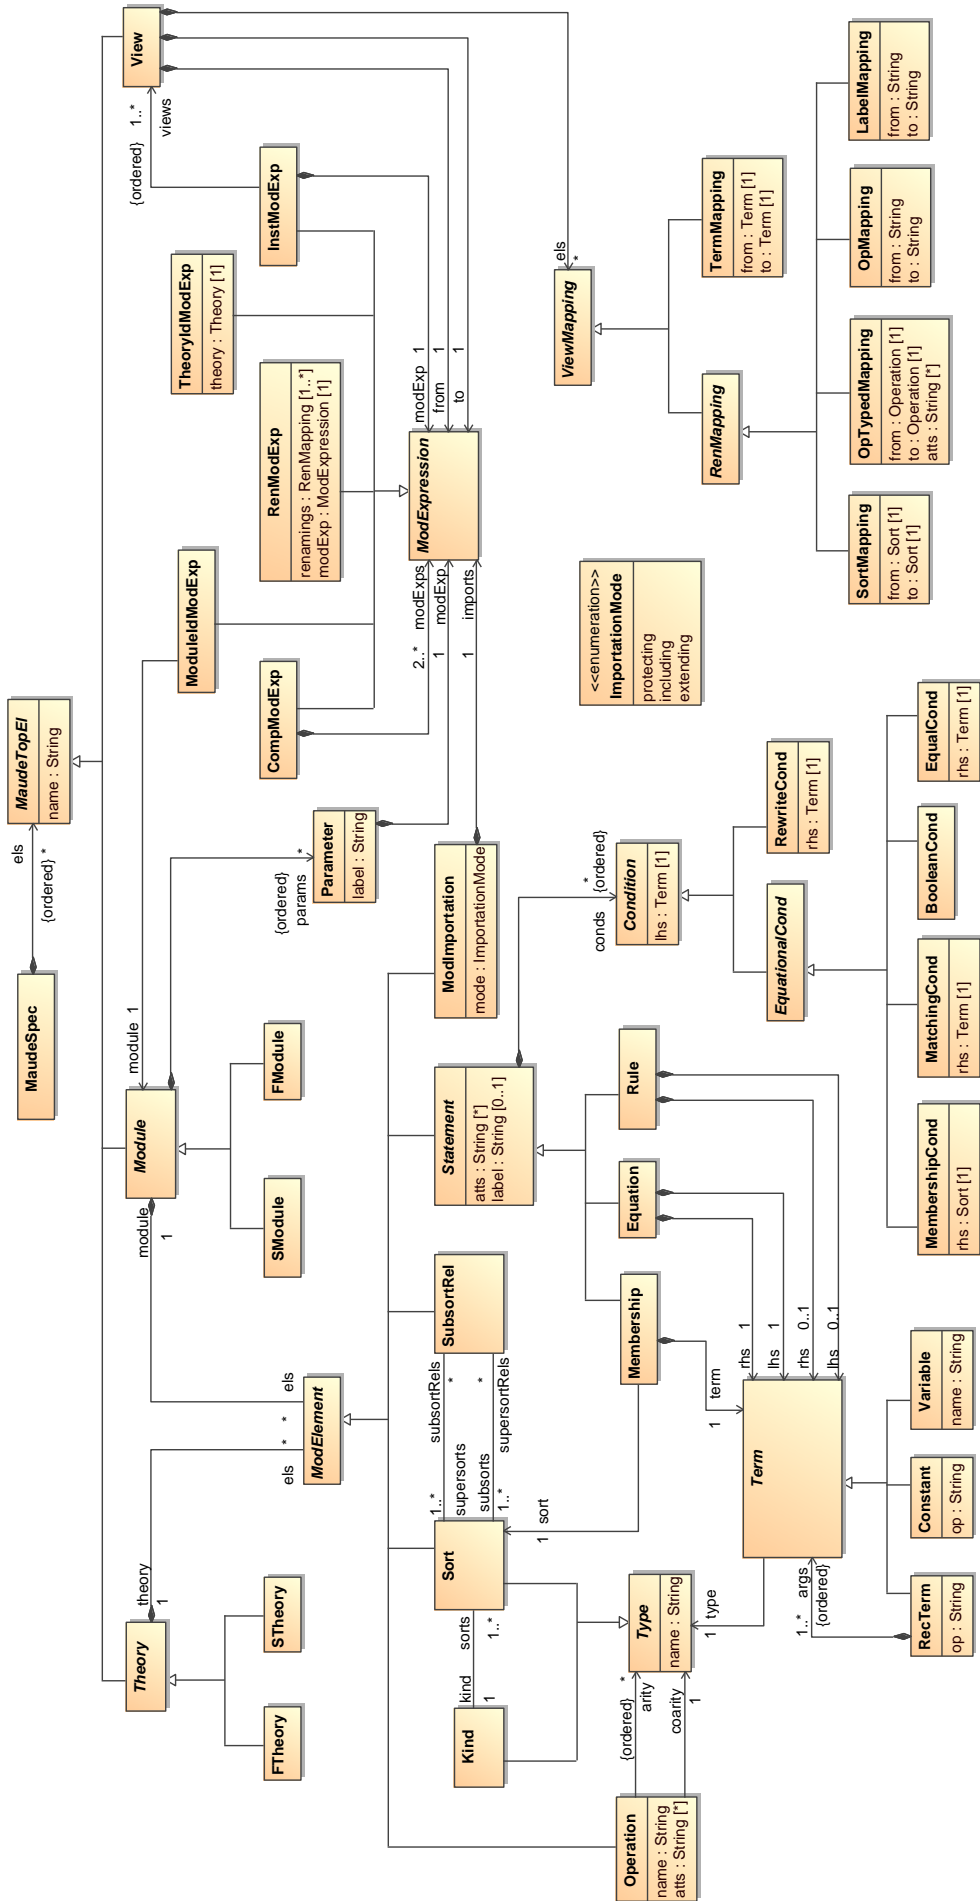 MaudeSpec
els
{ordered} *
MaudeTopEl
name : String
Theory
theory
1
Module
module
1
module 1
View
{ordered} 1..*
views
FTheory
STheory
SModule
FModule
{ordered}
params
*
Parameter
label : String
CompModExp
ModuleIdModExp
RenModExp
renamings : RenMapping [1..*]
modExp : ModExpression [1]
TheoryIdModExp
theory : Theory [1]
InstModExp
els
*
*
els
ModElement
2..* modExps
1 modExp
1 imports
ModExpression
modExp 1
from 1
to 1
Operation
name : String
atts : String [*]
Kind
kind
1
sorts
1..*
Sort
1..*
supersorts
subsorts
1..*
subsortRels
*
*
supersortRels
SubsortRel
Statement
atts : String [*]
label : String [0..1]
ModImportation
mode : ImportationMode
<<enumeration>>
ImportationMode
protecting
including
extending
els
*
ViewMapping
{ordered} *
arity
coarity
1
Type
name : String
1 type
1 sort
Membership
Equation
Rule
conds
*
{ordered}
Condition
lhs : Term [1]
RenMapping
TermMapping
from : Term [1]
to : Term [1]
1 term
rhs 1
lhs 1
rhs 0..1
lhs 0..1
Term
1..* args
{ordered}
EquationalCond
RewriteCond
rhs : Term [1]
SortMapping
from : Sort [1]
to : Sort [1]
OpTypedMapping
from : Operation [1]
to : Operation [1]
atts : String [*]
OpMapping
from : String
to : String
LabelMapping
from : String
to : String
RecTerm
op : String
Constant
op : String
Variable
name : String
MembershipCond
rhs : Sort [1]
MatchingCond
rhs : Term [1]
BooleanCond
EqualCond
rhs : Term [1]